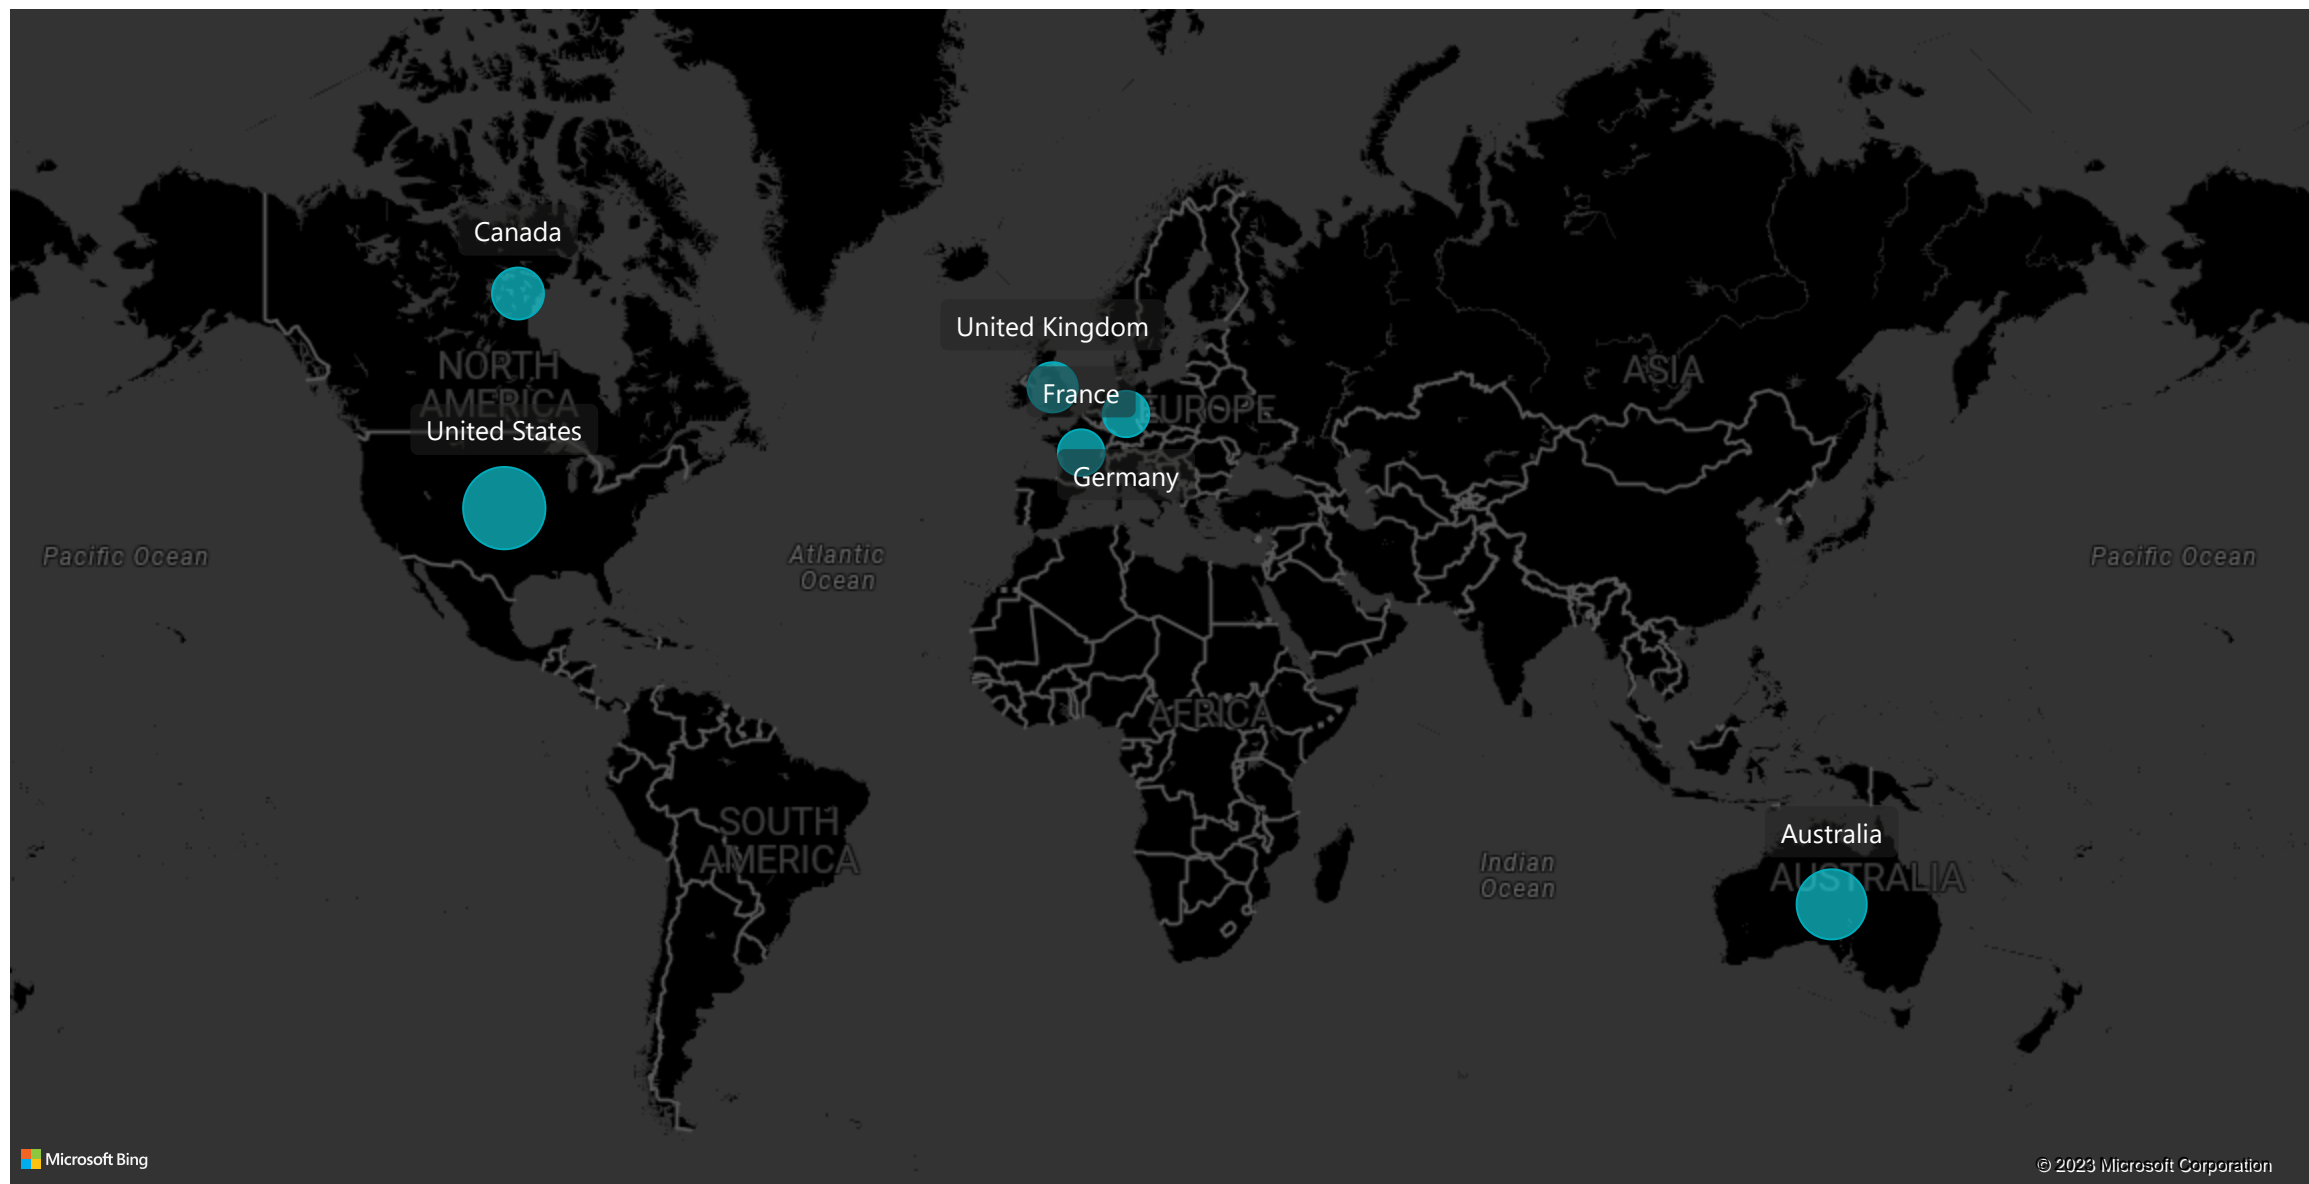 Canada
United Kingdom
NORTH
AMERICA
ASIA
France
EUROPE
United States
Germany
Pacific Ocean
Atlantic
Ocean
Pacific Ocean
AFRICA
SOUTH
AMERICA
Australia
Indian
Ocean
AUSTRALIA
Microsoft Bing
© 2023 Microsoft Corporation